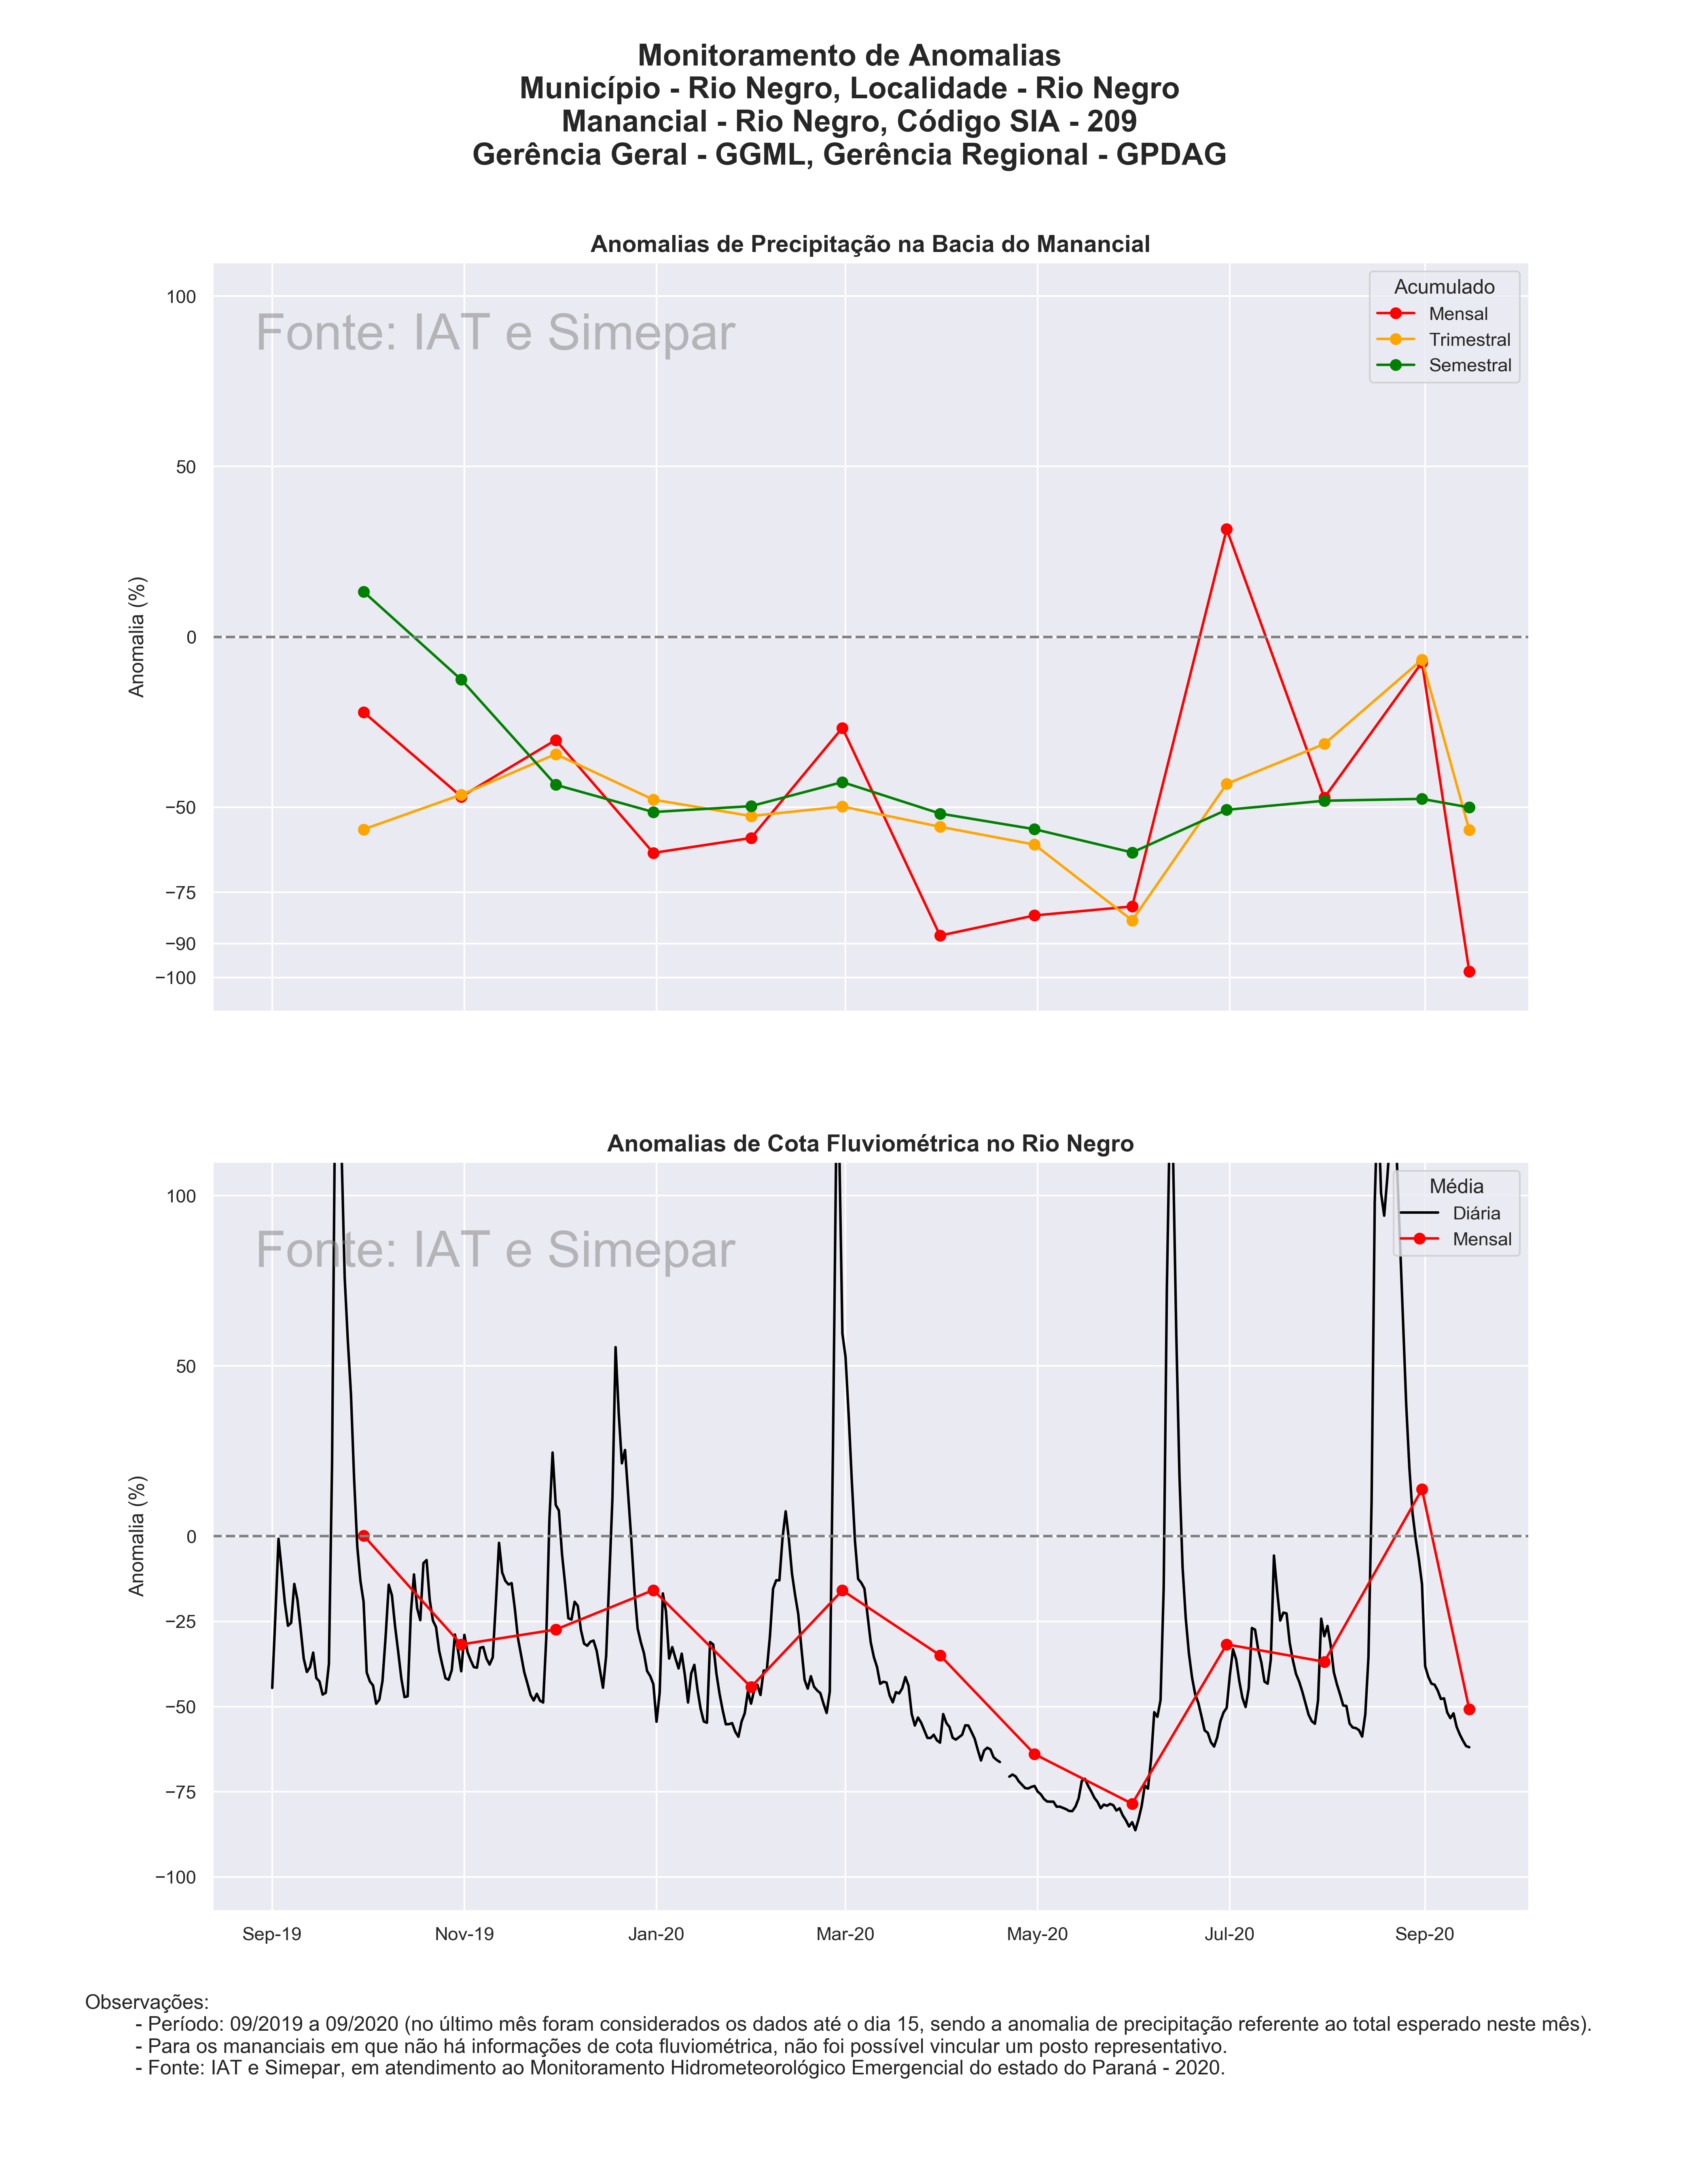 Monitoramento de Anomalias
Município - Rio Negro, Localidade - Rio Negro
Manancial - Rio Negro, Código SIA - 209
Gerência Geral - GGML, Gerência Regional - GPDAG
Anomalias de Precipitação na Bacia do Manancial
Fonte: IAT e Simepar
Acumulado
Mensal
Trimestral
Semestral
Anomalia (%)
100
50
0
−50
−75
−90
−100
Anomalias de Cota Fluviométrica no Rio Negro
Fonte: IAT e Simepar
Média
Diária
Mensal
Anomalia (%)
100
50
0
−25
−50
−75
−100
Sep-19 Nov-19 Jan-20 Mar-20 May-20 Jul-20 Sep-20
Observações:
- Período: 09/2019 a 09/2020 (no último mês foram considerados os dados até o dia 15, sendo a anomalia de precipitação referente ao total esperado neste mês).
- Para os mananciais em que não há informações de cota fluviométrica, não foi possível vincular um posto representativo.
- Fonte: IAT e Simepar, em atendimento ao Monitoramento Hidrometeorológico Emergencial do estado do Paraná - 2020.